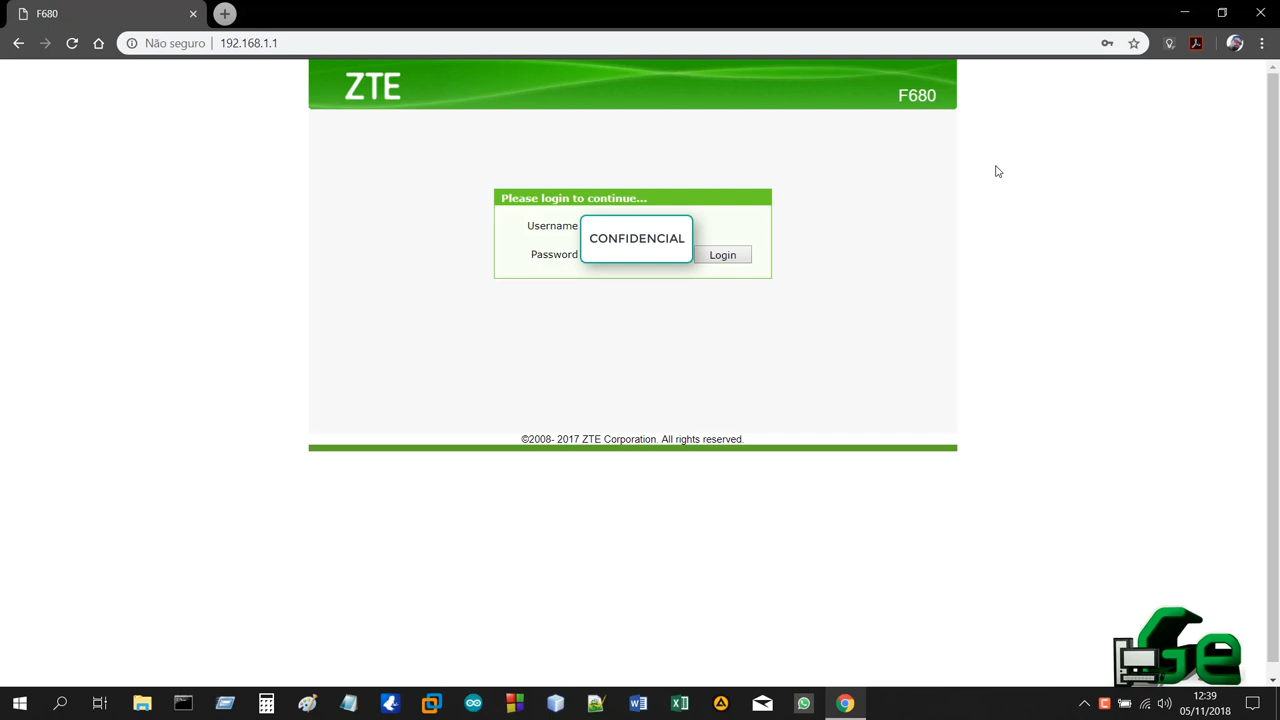 F680
Não seguro
192.168.1.1
ZTE
F680
Please login to continue...
Username
CONFIDENCIAL
Password
Login
©2008- 2017 ZTE Corporation. All rights reserved.
Ge
12:39
05/11/2018